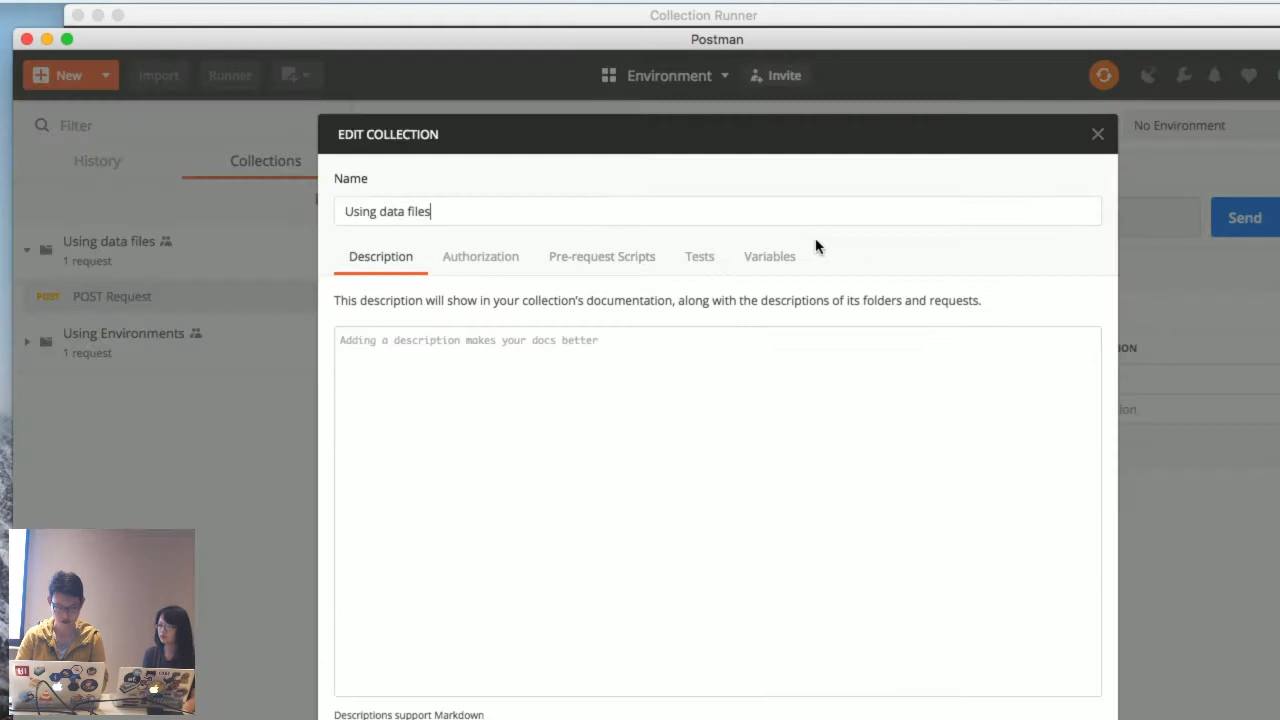 Collection Runner
Postman
New
Import
Runner
Environment
Invite
Filter
No Environment
History
Collections
EDIT COLLECTION
Name
Using data files
Send
Description
Authorization
Pre-request Scripts
Tests
Variables
This description will show in your collection's documentation, along with the descriptions of its folders and requests.
Adding a description makes your docs better
Using data files
1 request
POST POST Request
Using Environments
1 request
ION
tion
Descriptions support Markdown